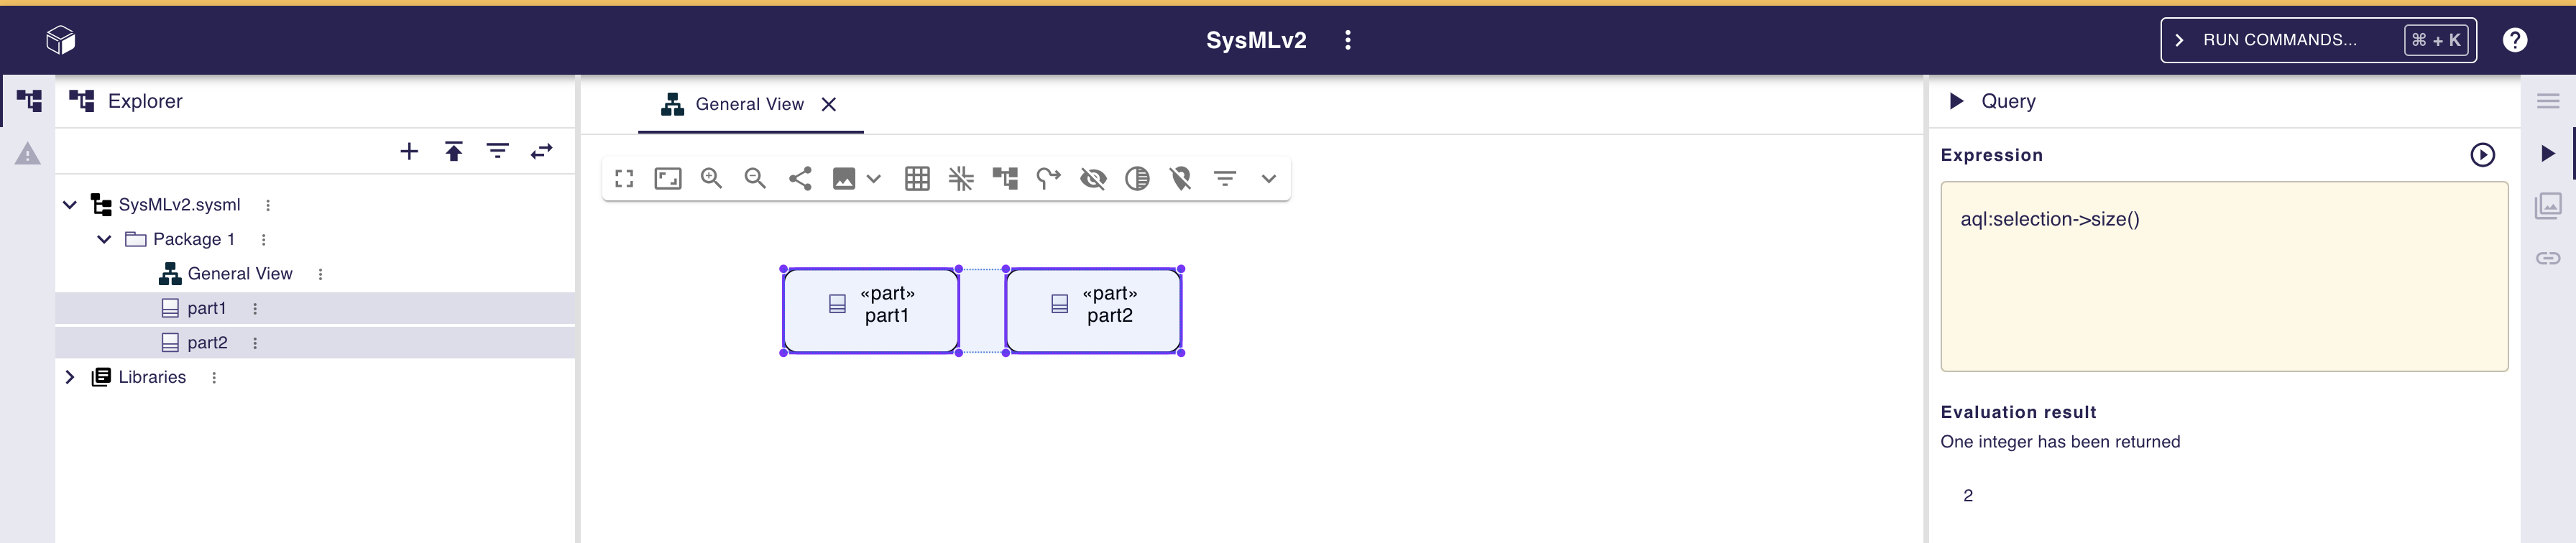 SysMLv2
RUN COMMANDS...
⌘ + K
Explorer
SysMLv2.sysml
Package 1
General View
part1
part2
Libraries
General View
«part»
part1
«part»
part2
Query
Expression
aql:selection->size()
Evaluation result
One integer has been returned
2